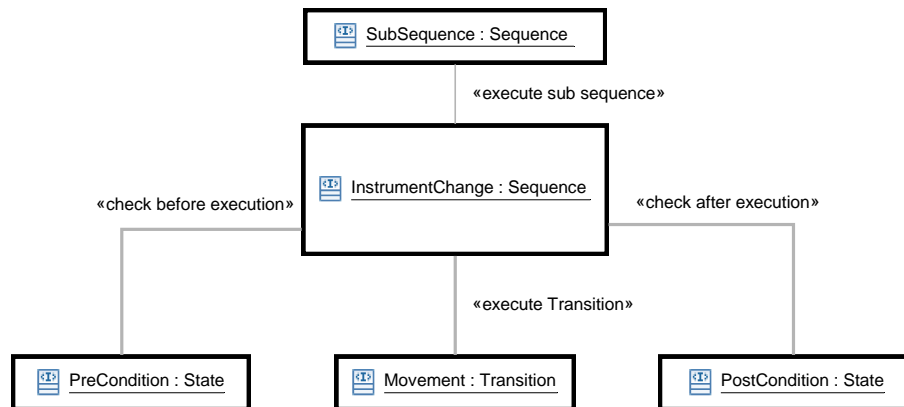 SubSequence : Sequence
«execute sub sequence»
InstrumentChange : Sequence
«check before execution»
«check after execution»
«execute Transition»
PreCondition : State
Movement : Transition
PostCondition : State